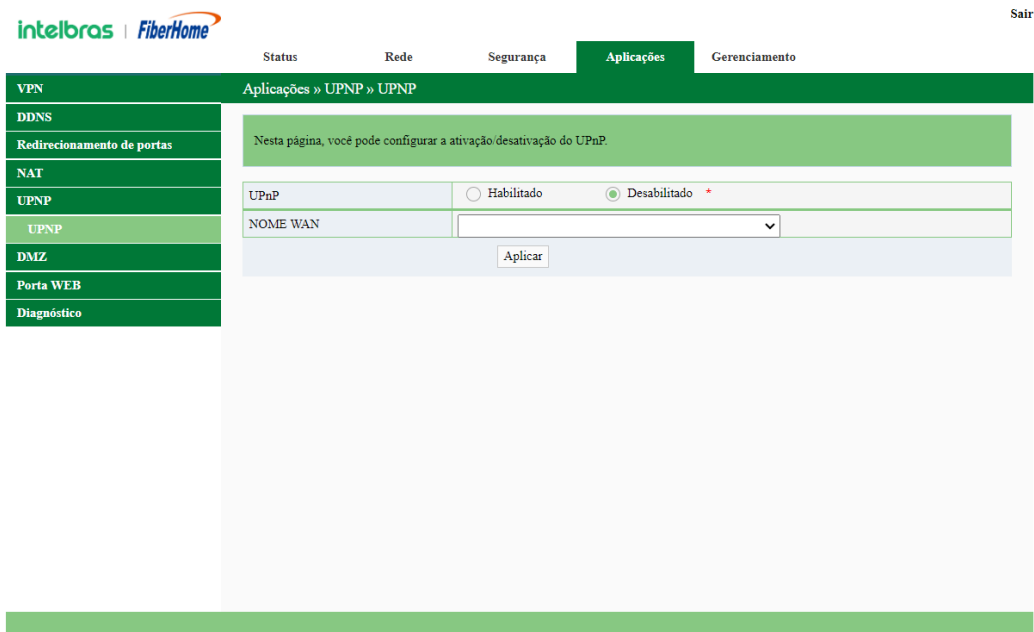 Sair
intelbras | FiberHome
Status Rede Segurança Aplicações Gerenciamento
VPN
Aplicações » UPNP » UPNP
DDNS
Redirecionamento de portas
NAT
UPNP
UPNP
DMZ
Porta WEB
Diagnóstico
Nesta página, você pode configurar a ativação/desativação do UPnP.
UPnP Habilitado Desabilitado *
NOME WAN
Aplicar